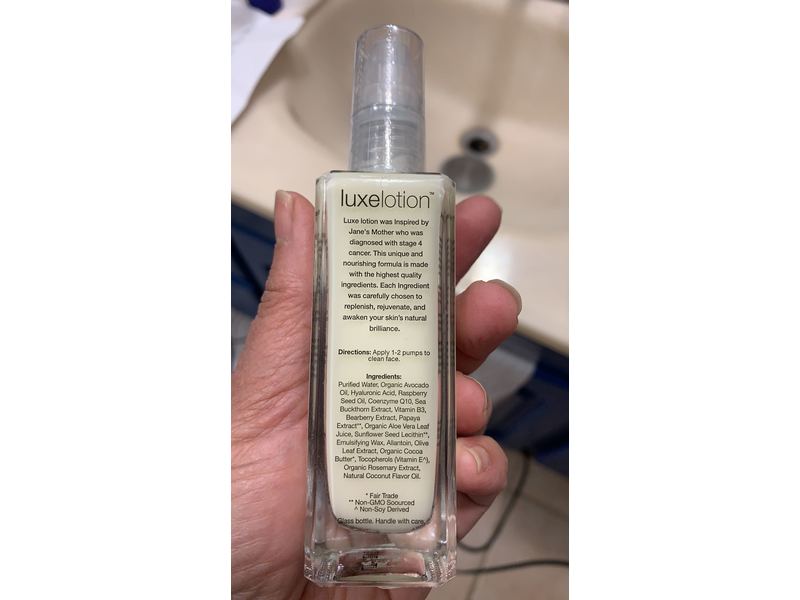 luxelotion™
Luxe lotion was Inspired by
Jane's Mother who was
diagnosed with stage 4
cancer. This unique and
nourishing formula is made
with the highest quality
ingredients. Each Ingredient
was carefully chosen to
replenish, rejuvenate, and
awaken your skin's natural
brilliance.
Directions: Apply 1-2 pumps to
clean face.
Ingredients:
Purified Water, Organic Avocado
Oil, Hyaluronic Acid, Raspberry
Seed Oil, Coenzyme Q10, Sea
Buckthorn Extract, Vitamin B3,
Bearberry Extract, Papaya
Extract**, Organic Aloe Vera Leaf
Juice, Sunflower Seed Lecithin**,
Emulsifying Wax, Allantoin, Olive
Leaf Extract, Organic Cocoa
Butter*, Tocopherols (Vitamin E^),
Organic Rosemary Extract,
Natural Coconut Flavor Oil.
* Fair Trade
** Non-GMO Soourced
^ Non-Soy Derived
Glass bottle. Handle with care.